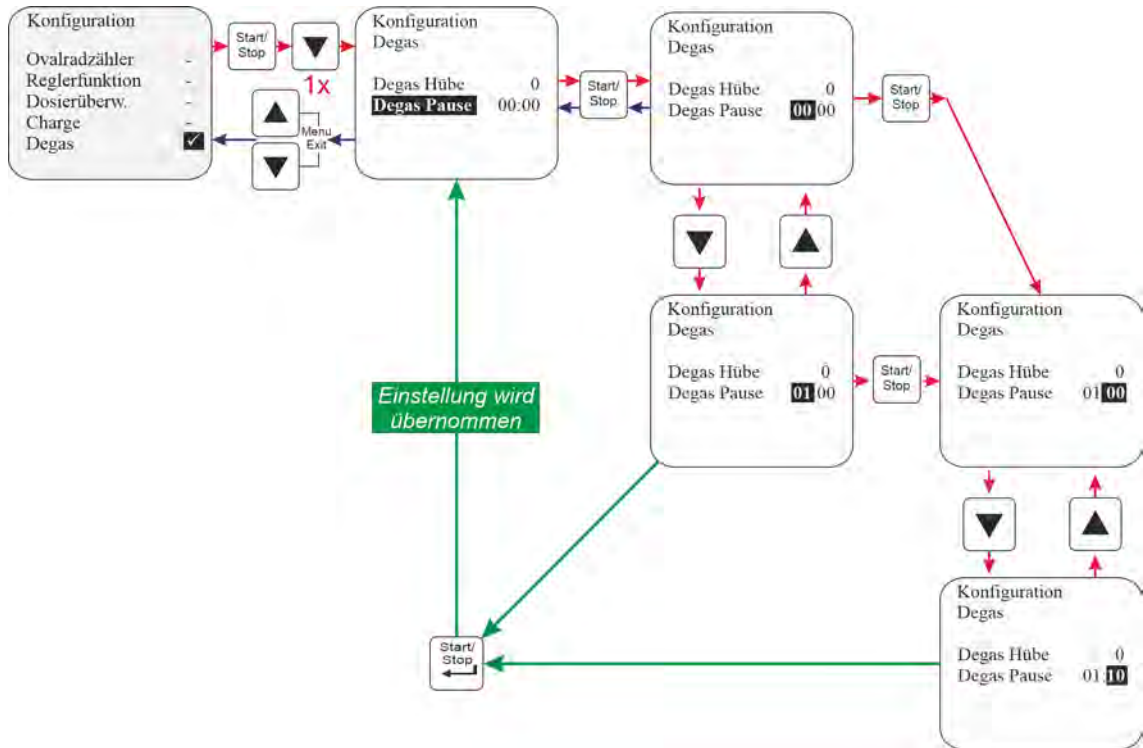 Konfiguration
Ovalradzähler -
Reglerfunktion -
Dosierüberw. -
Charge -
Degas
Start/
Stop
1x
Menu
Exit
Konfiguration
Degas
Degas Hübe 0
Degas Pause 00:00
Start/
Stop
Konfiguration
Degas
Degas Hübe 0
Degas Pause 00:00
Start/
Stop
Konfiguration
Degas
Degas Hübe 0
Degas Pause 01:00
Start/
Stop
Konfiguration
Degas
Degas Hübe 0
Degas Pause 01:00
Einstellung wird
übernommen
Start/
Stop
Konfiguration
Degas
Degas Hübe 0
Degas Pause 01:10